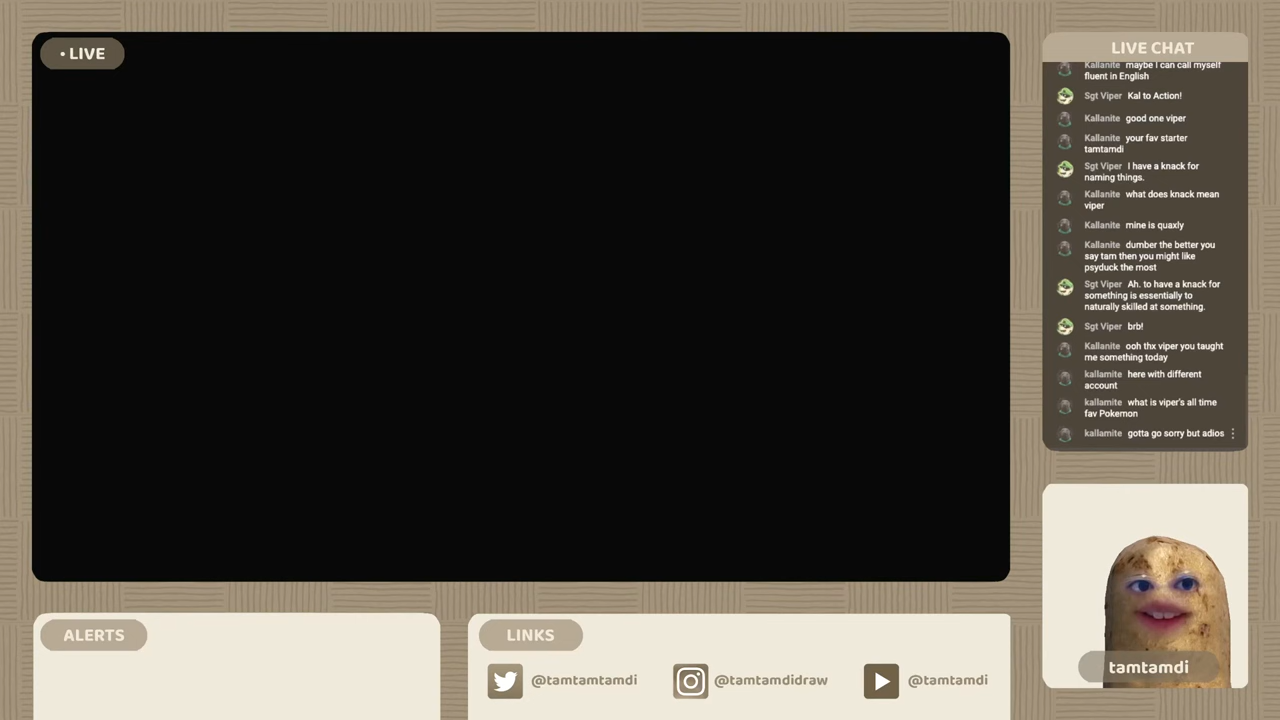 • LIVE
LIVE CHAT
Kallanite maybe I can call myself
fluent in English
Sgt Viper Kal to Action!
Kallanite good one viper
Kallanite your fav starter
tamtamdi
Sgt Viper I have a knack for
naming things.
Kallanite what does knack mean
viper
Kallanite mine is quaxly
Kallanite dumber the better you
say tam then you might like
psyduck the most
Sgt Viper Ah. to have a knack for
something is essentially to
naturally skilled at something.
Sgt Viper brb!
Kallanite ooh thx viper you taught
me something today
kallamite here with different
account
kallamite what is viper's all time
fav Pokemon
kallamite gotta go sorry but adios
ALERTS
LINKS
@tamtamtamdi
@tamtamdidraw
@tamtamdi
tamtamdi